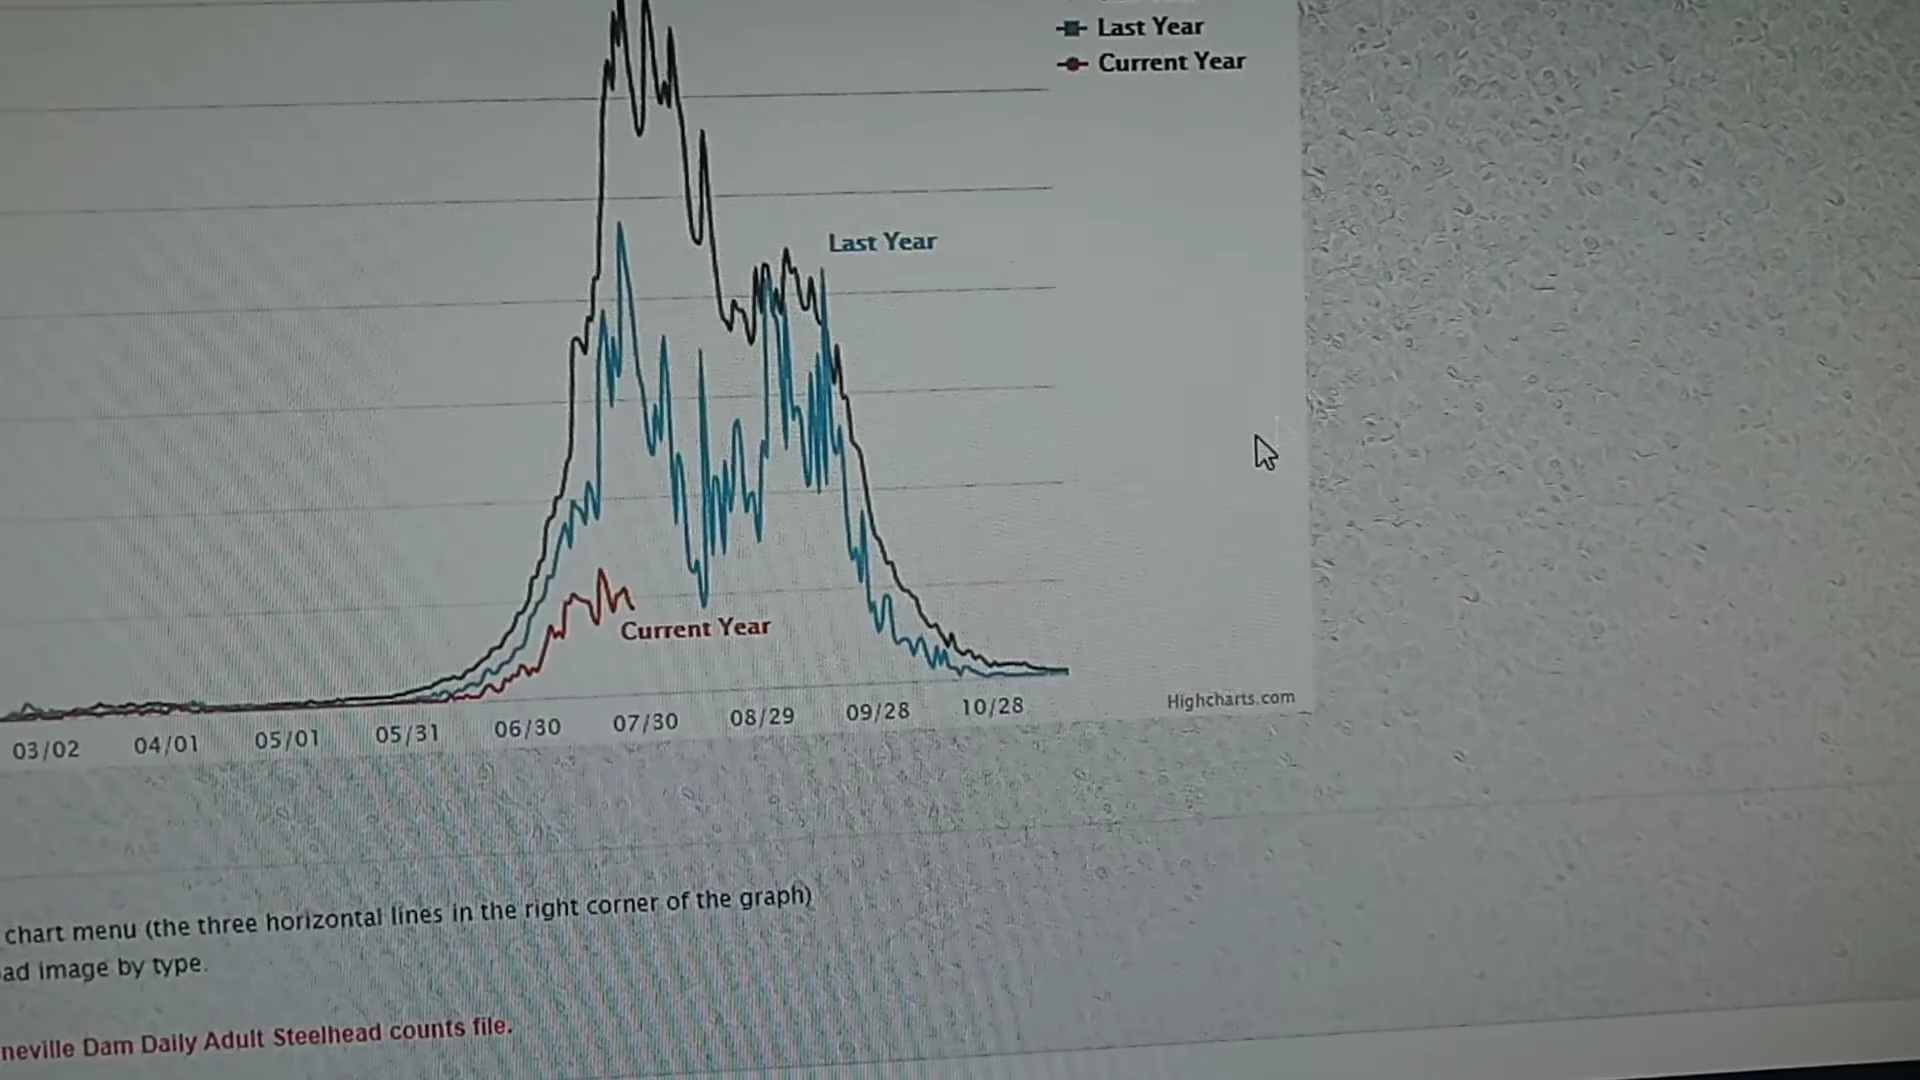 Last Year
Current Year
Last Year
Current Year
03/02 04/01 05/01 05/31 06/30 07/30 08/29 09/28 10/28
Highcharts.com
chart menu (the three horizontal lines in the right corner of the graph)
ad image by type.
neville Dam Daily Adult Steelhead counts file.